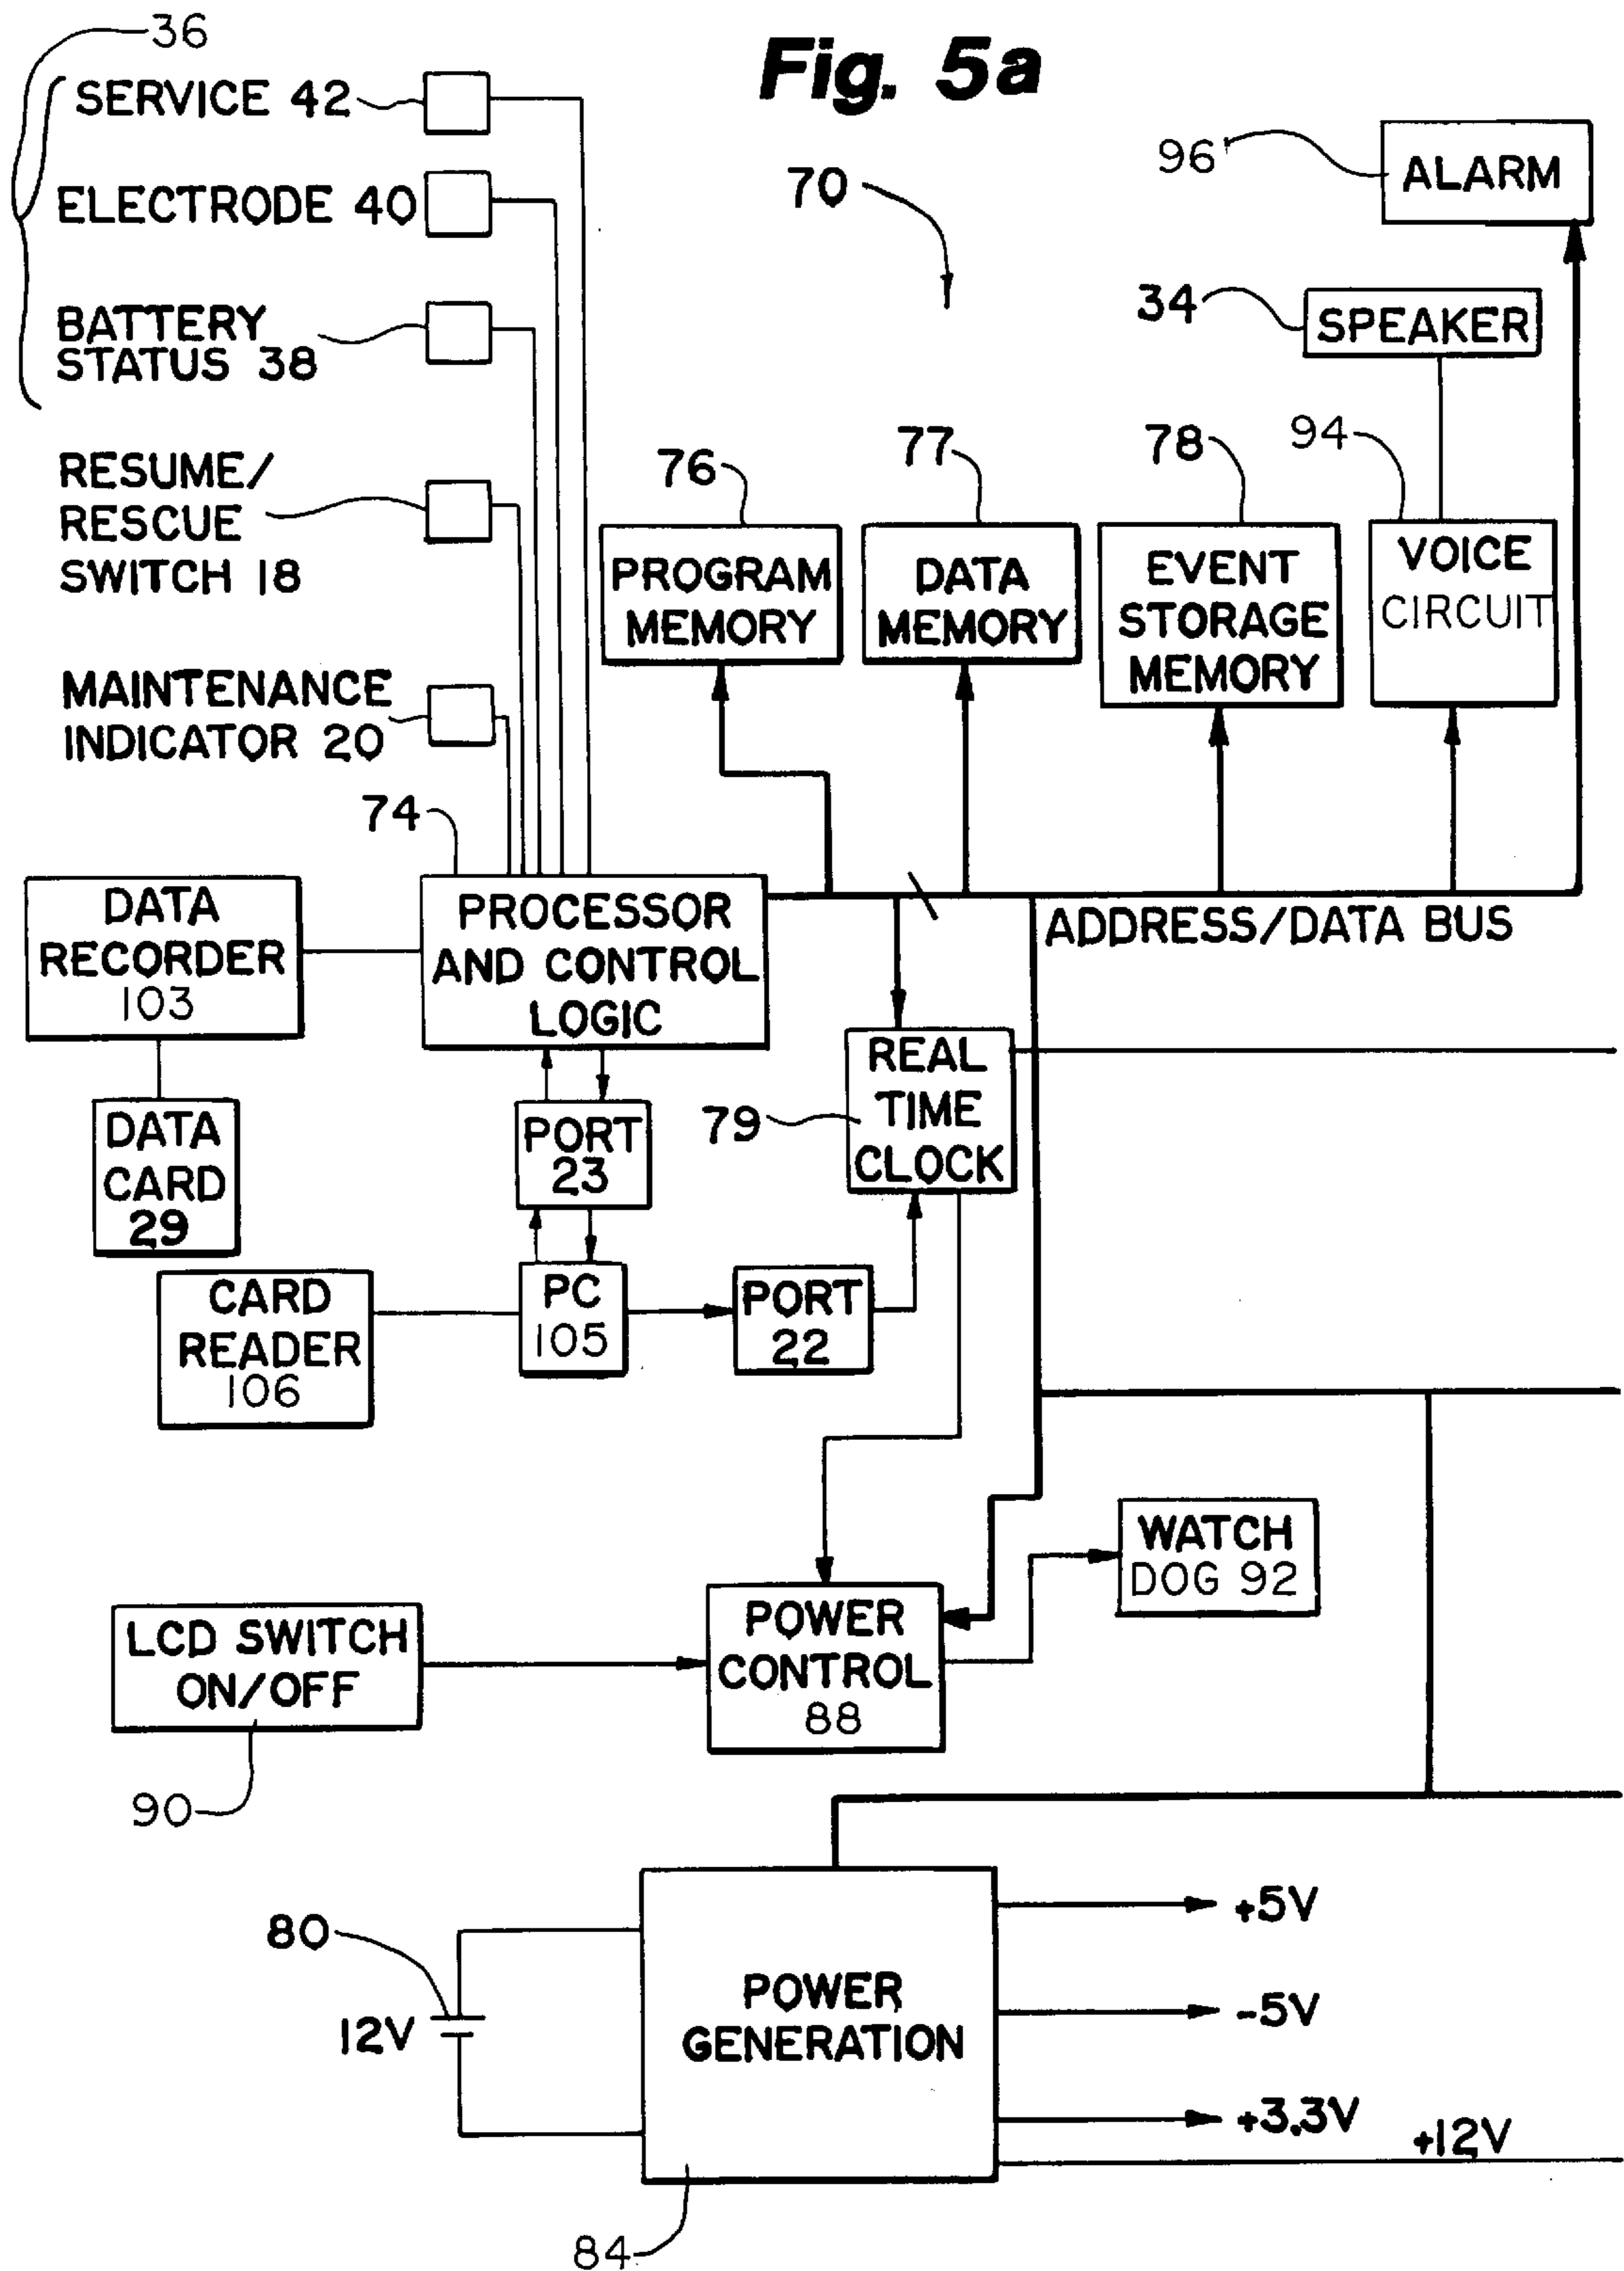 Fig. 5a
36
SERVICE 42
ELECTRODE 40
BATTERY
STATUS 38
RESUME/
RESCUE
SWITCH 18
MAINTENANCE
INDICATOR 20
70
96
ALARM
34
SPEAKER
76
77
78
94
PROGRAM
MEMORY
DATA
MEMORY
EVENT
STORAGE
MEMORY
VOICE
CIRCUIT
74
DATA
RECORDER
103
PROCESSOR
AND CONTROL
LOGIC
ADDRESS/DATA BUS
DATA
CARD
29
PORT
23
79
REAL
TIME
CLOCK
CARD
READER
106
PC
105
PORT
22
WATCH
DOG 92
LCD SWITCH
ON/OFF
90
POWER
CONTROL
88
80
12V
POWER
GENERATION
84
+5V
-5V
+3.3V
+12V